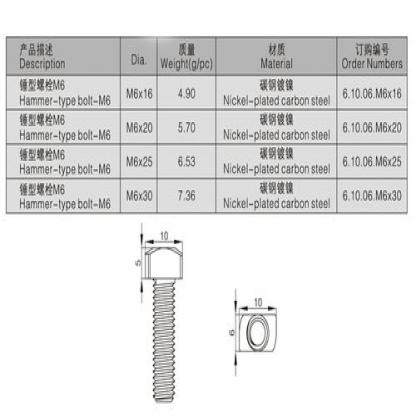 产品描述 Description Dia. 质量 Weight(g/pc) 材质 Material 订购编号 Order Numbers
锤型螺栓M6
Hammer-type bolt-M6 M6x16 4.90 碳钢镀镍 Nickel-plated carbon steel 6.10.06.M6x16
锤型螺栓M6
Hammer-type bolt-M6 M6x20 5.70 碳钢镀镍 Nickel-plated carbon steel 6.10.06.M6x20
锤型螺栓M6
Hammer-type bolt-M6 M6x25 6.53 碳钢镀镍 Nickel-plated carbon steel 6.10.06.M6x25
锤型螺栓M6
Hammer-type bolt-M6 M6x30 7.36 碳钢镀镍 Nickel-plated carbon steel 6.10.06.M6x30
10
5
10
6